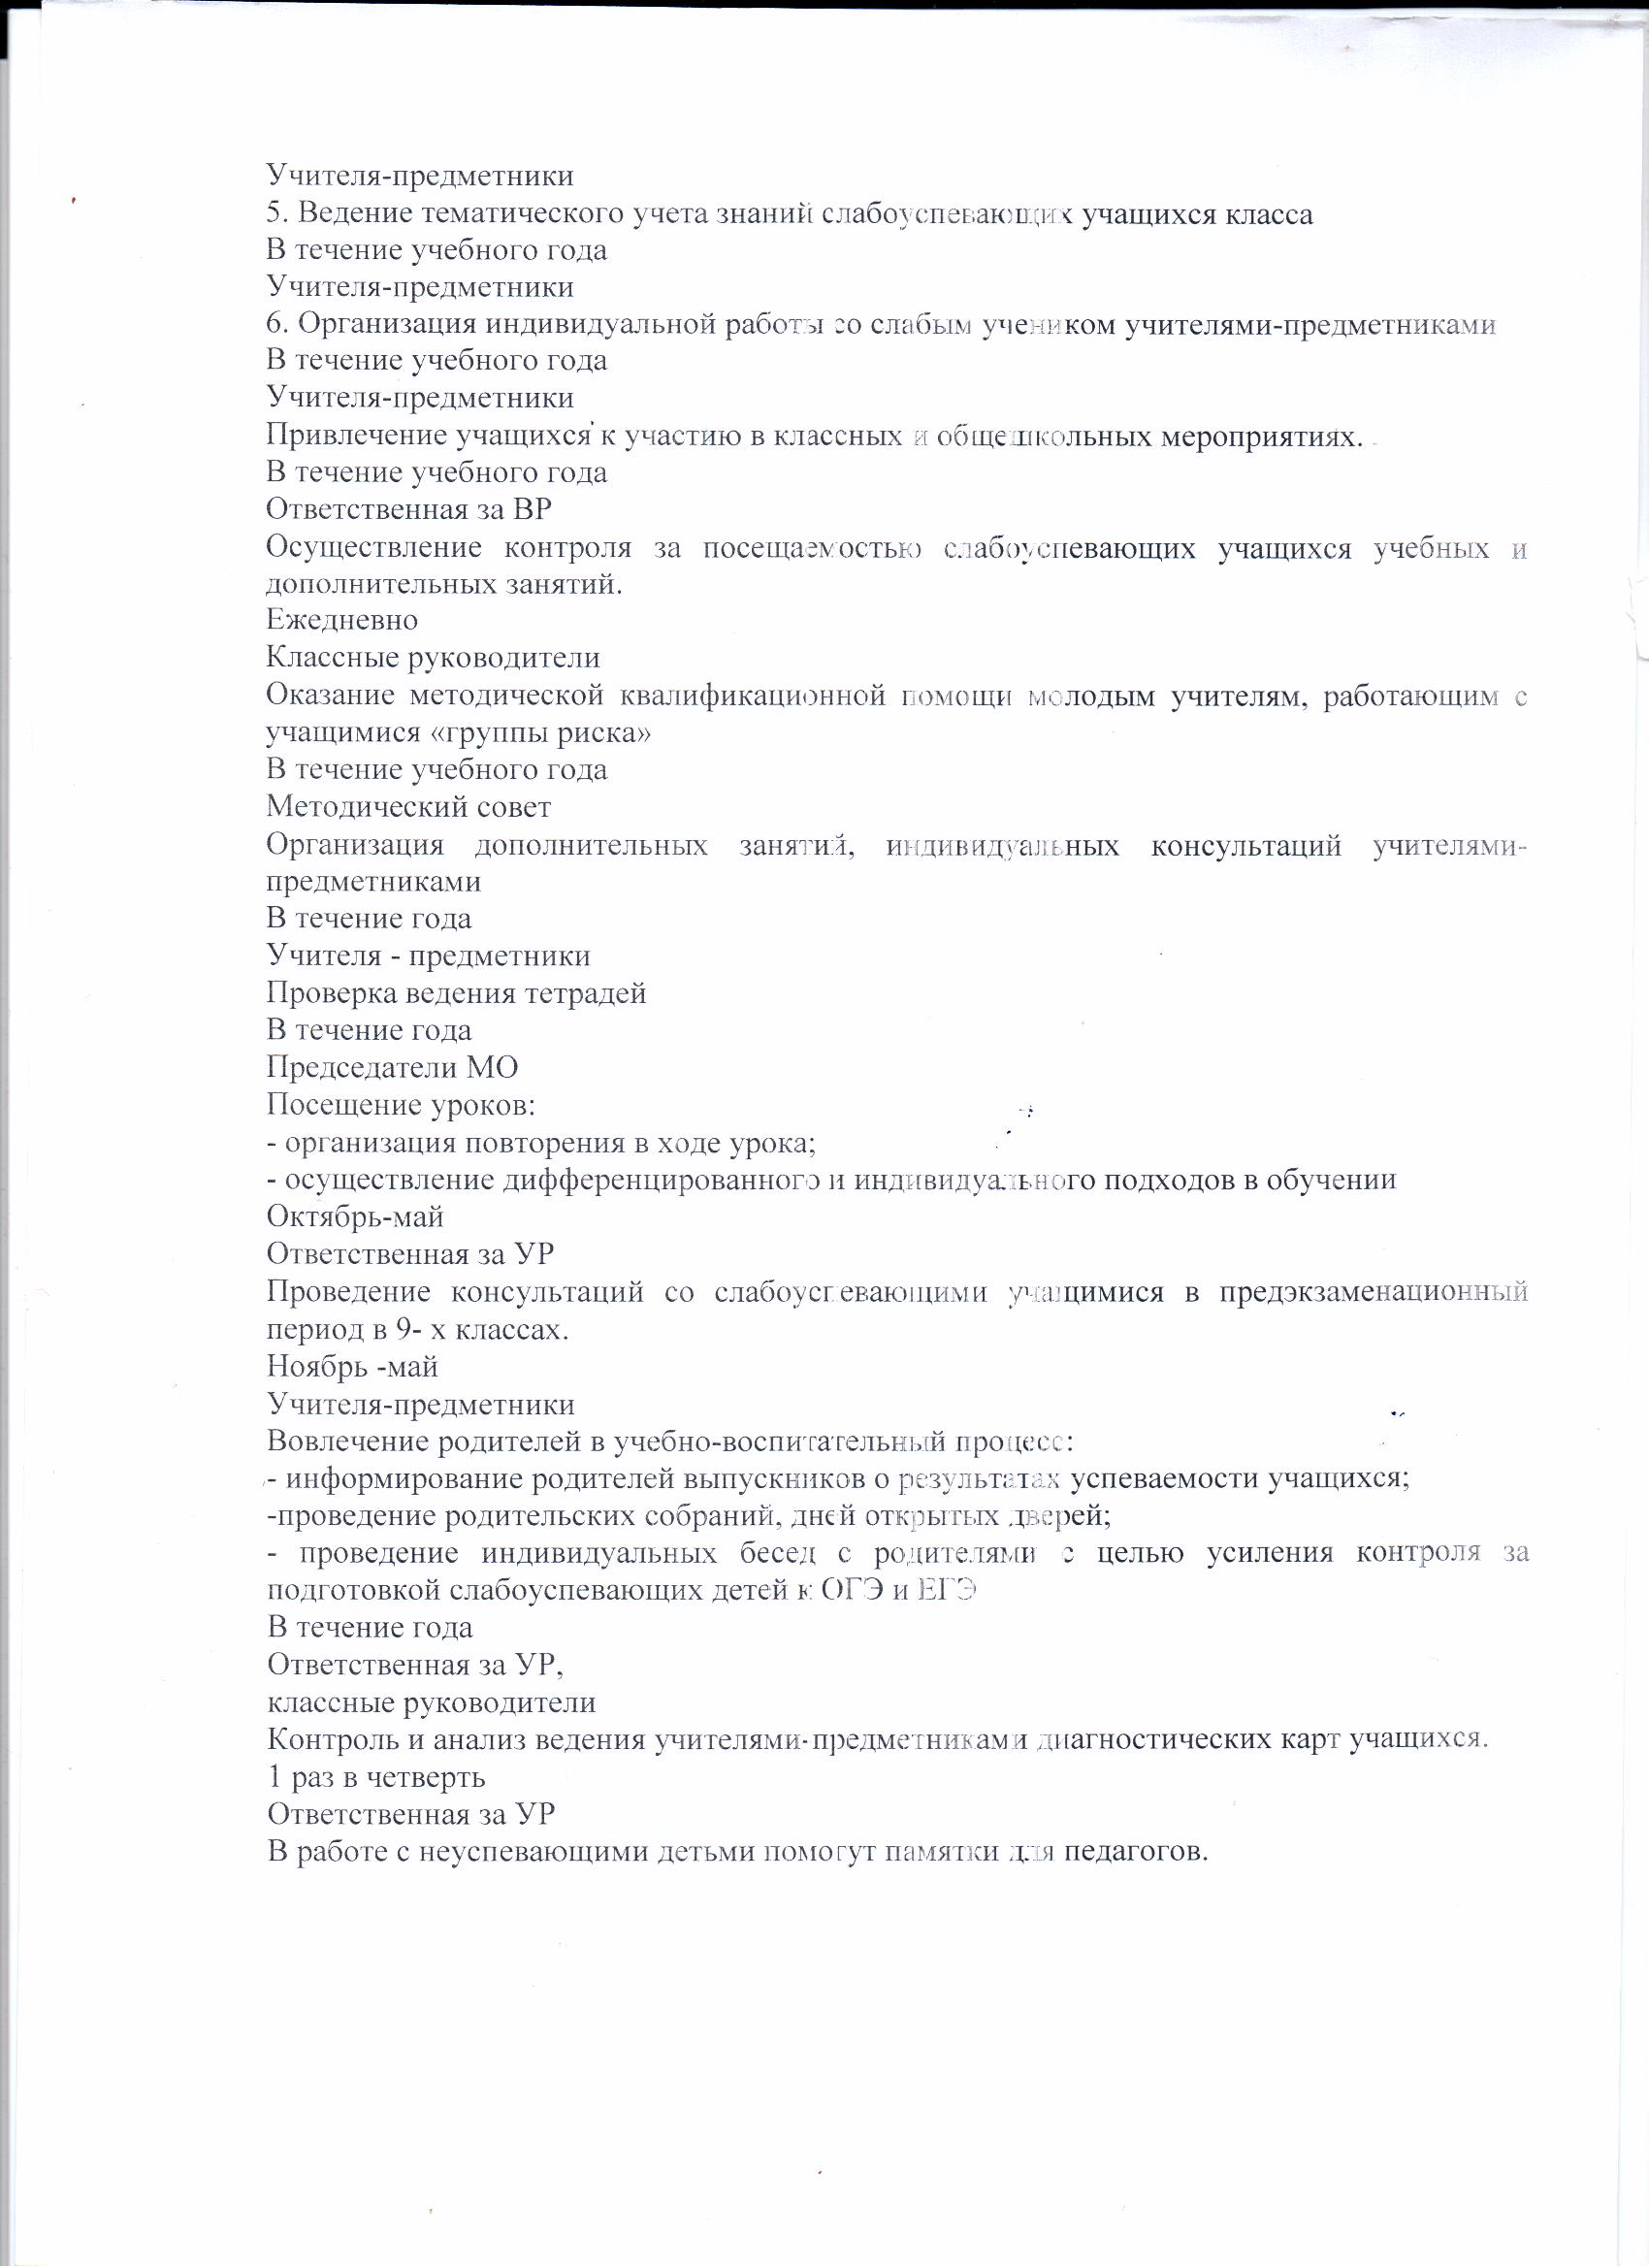 Учителя-предметники
5. Ведение тематического учета знаний слабоуспевающих учащихся класса
В течение учебного года
Учителя-предметники
6. Организация индивидуальной работы со слабым учеником учителями-предметниками
В течение учебного года
Учителя-предметники
Привлечение учащихся к участию в классных и общешкольных мероприятиях.
В течение учебного года
Ответственная за ВР
Осуществление контроля за посещаемостью слабоуспевающих учащихся учебных и
дополнительных занятий.
Ежедневно
Классные руководители
Оказание методической квалификационной помощи молодым учителям, работающим с
учащимися «группы риска»
В течение учебного года
Методический совет
Организация дополнительных занятий, индивидуальных консультаций учителями-
предметниками
В течение года
Учителя - предметники
Проверка ведения тетрадей
В течение года
Председатели МО
Посещение уроков:
- организация повторения в ходе урока;
- осуществление дифференцированного и индивидуального подходов в обучении
Октябрь-май
Ответственная за УР
Проведение консультаций со слабоуспевающими учащимися в предэкзаменационный
период в 9- х классах.
Ноябрь -май
Учителя-предметники
Вовлечение родителей в учебно-воспитательный процесс:
- информирование родителей выпускников о результатах успеваемости учащихся;
-проведение родительских собраний, дней открытых дверей;
- проведение индивидуальных бесед с родителями с целью усиления контроля за
подготовкой слабоуспевающих детей к ОГЭ и ЕГЭ
В течение года
Ответственная за УР,
классные руководители
Контроль и анализ ведения учителями-предметниками диагностических карт учащихся.
1 раз в четверть
Ответственная за УР
В работе с неуспевающими детьми помогут памятки для педагогов.